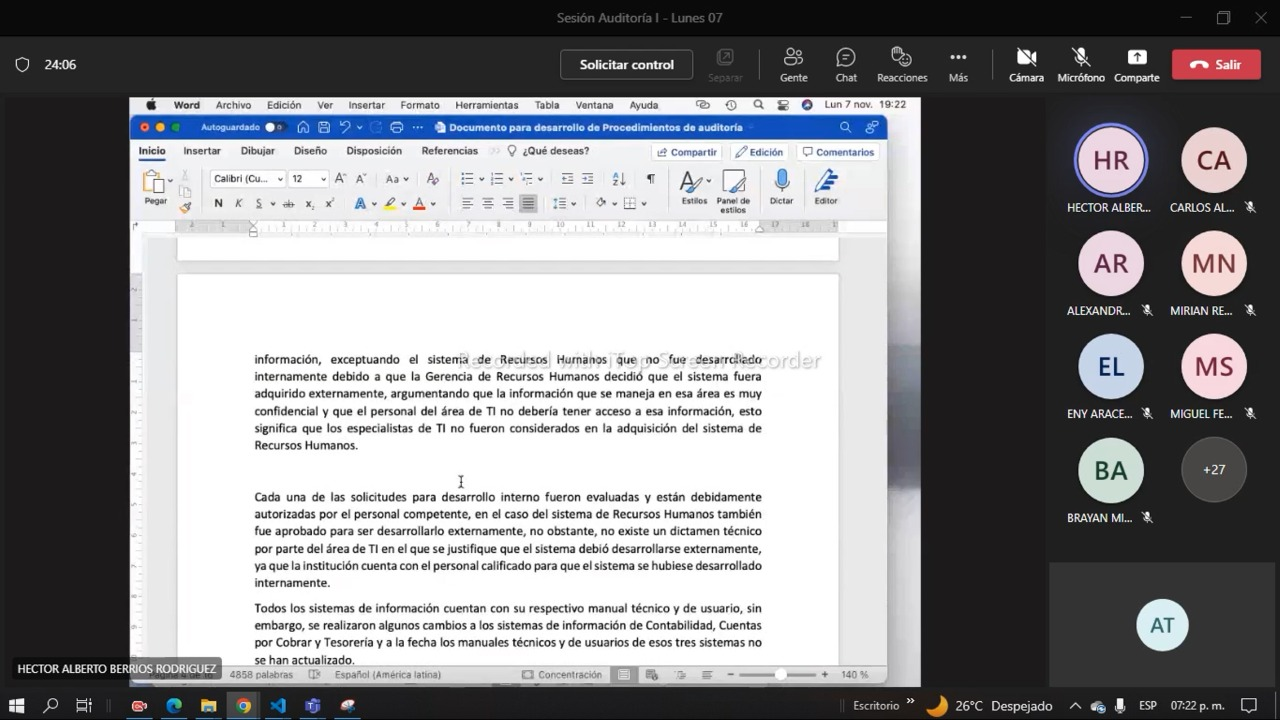 Sesión Auditoría I - Lunes 07
24:06
Solicitar control
Separar
Gente
Chat
Reacciones
Más
Cámara
Micrófono
Comparte
Salir
Word Archivo Edición Ver Insertar Formato Herramientas Tabla Ventana Ayuda Lun 7 nov. 19:22
Autoguardado
Documento para desarrollo de Procedimientos de auditoría
Inicio Insertar Dibujar Diseño Disposición Referencias ¿Qué deseas? Compartir Edición Comentarios
Pegar
Calibri (Cu... 12
Estilos
Panel de estilos
Dictar
Editor
información, exceptuando el sistema de Recursos Humanos que no fue desarrollado
Recorded with iTop Screen Recorder
internamente debido a que la Gerencia de Recursos Humanos decidió que el sistema fuera
adquirido externamente, argumentando que la información que se maneja en esa área es muy
confidencial y que el personal del área de TI no debería tener acceso a esa información, esto
significa que los especialistas de TI no fueron considerados en la adquisición del sistema de
Recursos Humanos.
Cada una de las solicitudes para desarrollo interno fueron evaluadas y están debidamente
autorizadas por el personal competente, en el caso del sistema de Recursos Humanos también
fue aprobado para ser desarrollarlo externamente, no obstante, no existe un dictamen técnico
por parte del área de TI en el que se justifique que el sistema debió desarrollarse externamente,
ya que la institución cuenta con el personal calificado para que el sistema se hubiese desarrollado
internamente.
Todos los sistemas de información cuentan con su respectivo manual técnico y de usuario, sin
embargo, se realizaron algunos cambios a los sistemas de información de Contabilidad, Cuentas
por Cobrar y Tesorería y a la fecha los manuales técnicos y de usuarios de esos tres sistemas no
se han actualizado.
HECTOR ALBERTO BERRIOS RODRIGUEZ
4858 palabras Español (América latina) Concentración 140 %
HR
HECTOR ALBER...
CA
CARLOS AL...
AR
ALEXANDR...
MN
MIRIAN RE...
EL
ENY ARACE...
MS
MIGUEL FE...
BA
BRAYAN MI...
+27
AT
Escritorio
26°C Despejado
ESP
07:22 p. m.